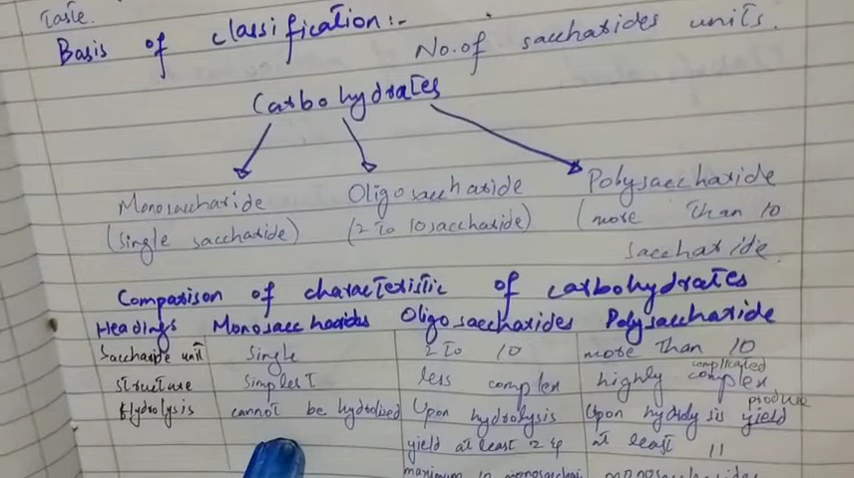 Taste.
Basis of classification:-
No. of saccharides units.
Carbohydrates
Monosaccharide Oligosaccharide Polysaccharide
(single saccharide) (2 to 10 saccharide) (more than 10
saccharide
Comparison of characteristic of carbohydrates
Headings Monosaccharides Oligosaccharides Polysaccharide
Saccharide unit single 2 to 10 more than 10
complicated
structure simplest less complex highly complex
produce
Hydrolysis cannot be hydrolized Upon hydrolysis Upon hydrolysis yield
yield at least 2 & at least 11
maximum monosaccharides